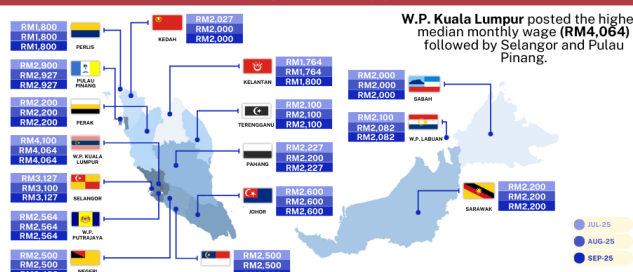 W.P. Kuala Lumpur posted the highe
median monthly wage (RM4,064)
followed by Selangor and Pulau
Pinang.
RM1,800
RM1,800
RM1,800
PERLIS
RM2,027
RM2,000
RM2,000
KEDAH
RM2,900
RM2,927
RM2,927
PULAU
PINANG
RM1,764
RM1,764
RM1,800
KELANTAN
RM2,200
RM2,200
RM2,200
PERAK
RM2,100
RM2,100
RM2,100
TERENGGANU
RM4,100
RM4,064
RM4,064
W.P. KUALA
LUMPUR
RM2,227
RM2,200
RM2,227
PAHANG
RM3,127
RM3,100
RM3,127
SELANGOR
RM2,600
RM2,600
RM2,600
JOHOR
RM2,564
RM2,564
RM2,564
W.P.
PUTRAJAYA
RM2,500
RM2,500
NEGERI
RM2,500
RM2,500
RM2,000
RM2,000
RM2,000
SABAH
RM2,100
RM2,082
RM2,082
W.P. LABUAN
RM2,200
RM2,200
RM2,200
SARAWAK
JUL-25
AUG-25
SEP-25